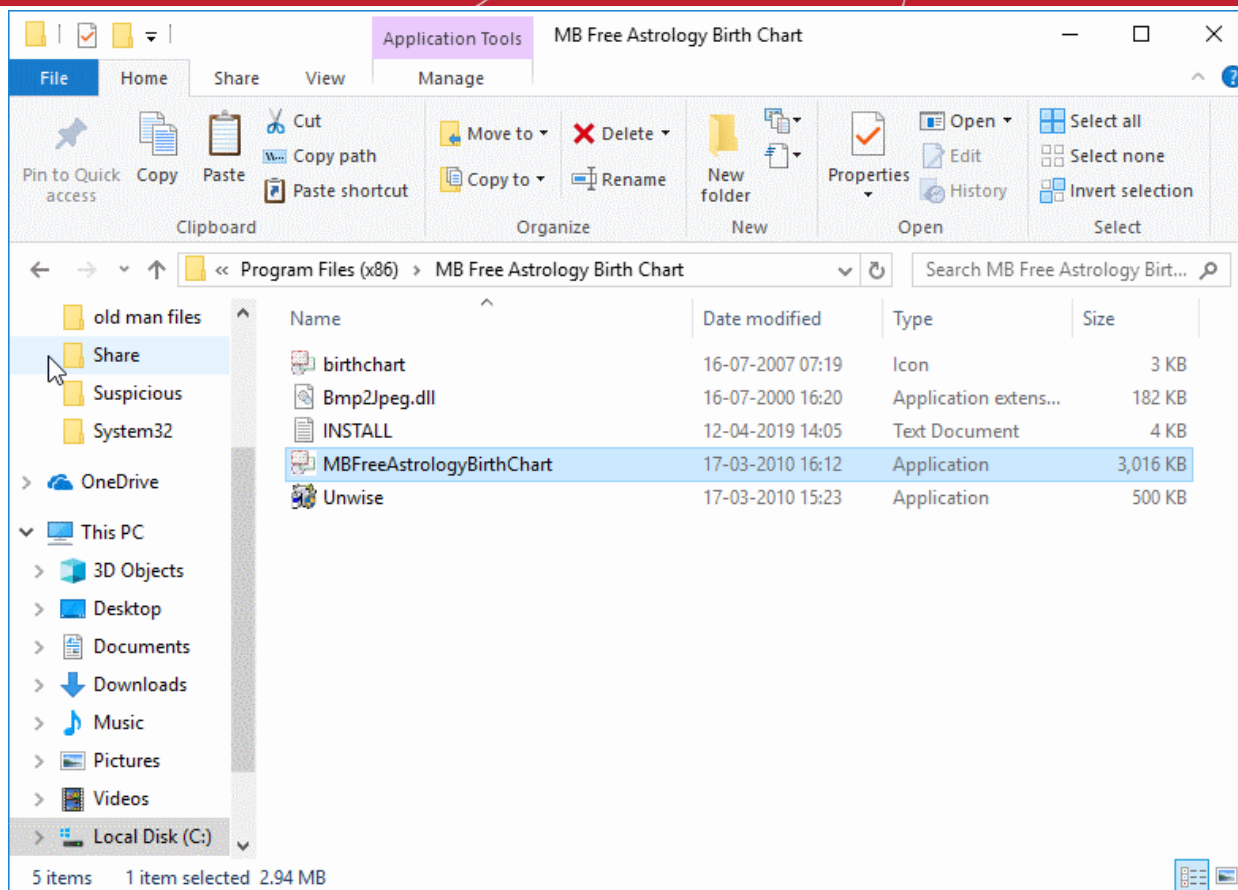 Application Tools MB Free Astrology Birth Chart
File Home Share View Manage
Pin to Quick access
Copy
Paste
Cut
Copy path
Paste shortcut
Clipboard
Move to
Copy to
Delete
Rename
Organize
New folder
New
Properties
Open
Edit
History
Open
Select all
Select none
Invert selection
Select
« Program Files (x86) > MB Free Astrology Birth Chart
Search MB Free Astrology Birt...
old man files
Share
Suspicious
System32
OneDrive
This PC
3D Objects
Desktop
Documents
Downloads
Music
Pictures
Videos
Local Disk (C:)
Name Date modified Type Size
birthchart 16-07-2007 07:19 Icon 3 KB
Bmp2Jpeg.dll 16-07-2000 16:20 Application extens... 182 KB
INSTALL 12-04-2019 14:05 Text Document 4 KB
MBFreeAstrologyBirthChart 17-03-2010 16:12 Application 3,016 KB
Unwise 17-03-2010 15:23 Application 500 KB
5 items 1 item selected 2.94 MB